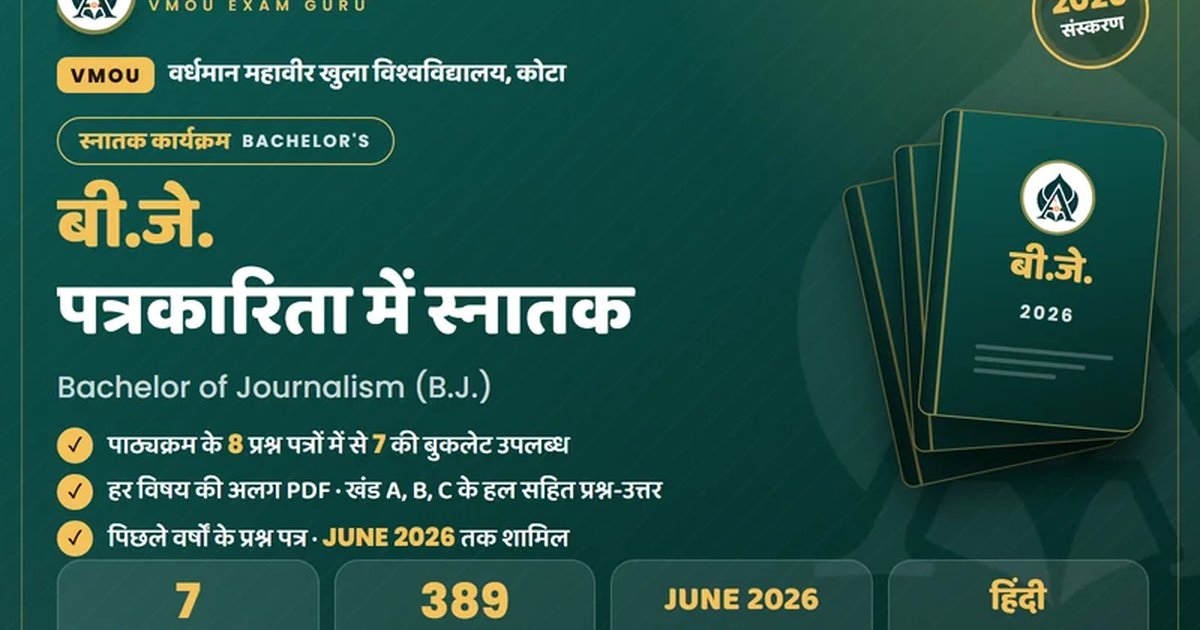 VMOU EXAM GURU
2026
संस्करण
VMOU वर्धमान महावीर खुला विश्वविद्यालय, कोटा
स्नातक कार्यक्रम BACHELOR'S
बी.जे.
पत्रकारिता में स्नातक
Bachelor of Journalism (B.J.)
✓ पाठ्यक्रम के 8 प्रश्न पत्रों में से 7 की बुकलेट उपलब्ध
✓ हर विषय की अलग PDF · खंड A, B, C के हल सहित प्रश्न-उत्तर
✓ पिछले वर्षों के प्रश्न पत्र · JUNE 2026 तक शामिल
बी.जे.
2026
7
389
JUNE 2026
हिंदी